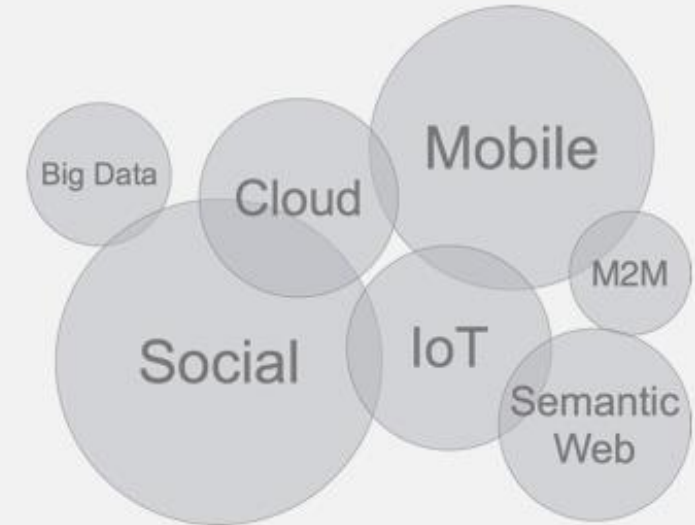 Mobile
Big Data
Cloud
M2M
IoT
Social
Semantic
Web